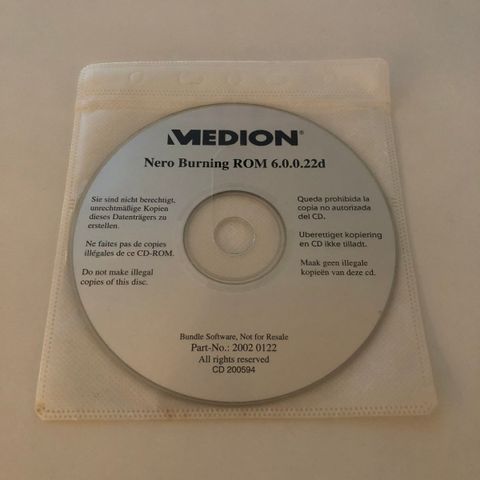 MEDION®
Nero Burning ROM 6.0.0.22d
Sie sind nicht berechtigt,
unrechtmäßige Kopien
dieses Datenträgers zu
erstellen.
Ne faites pas de copies
illégales de ce CD-ROM.
Do not make illegal
copies of this disc.
Queda prohibida la
copia no autorizada
del CD.
Uberettiget kopiering
en CD ikke tilladt.
Maak geen illegale
kopieën van deze cd.
Bundle Software, Not for Resale
Part-No.: 2002 0122
All rights reserved
CD 200594